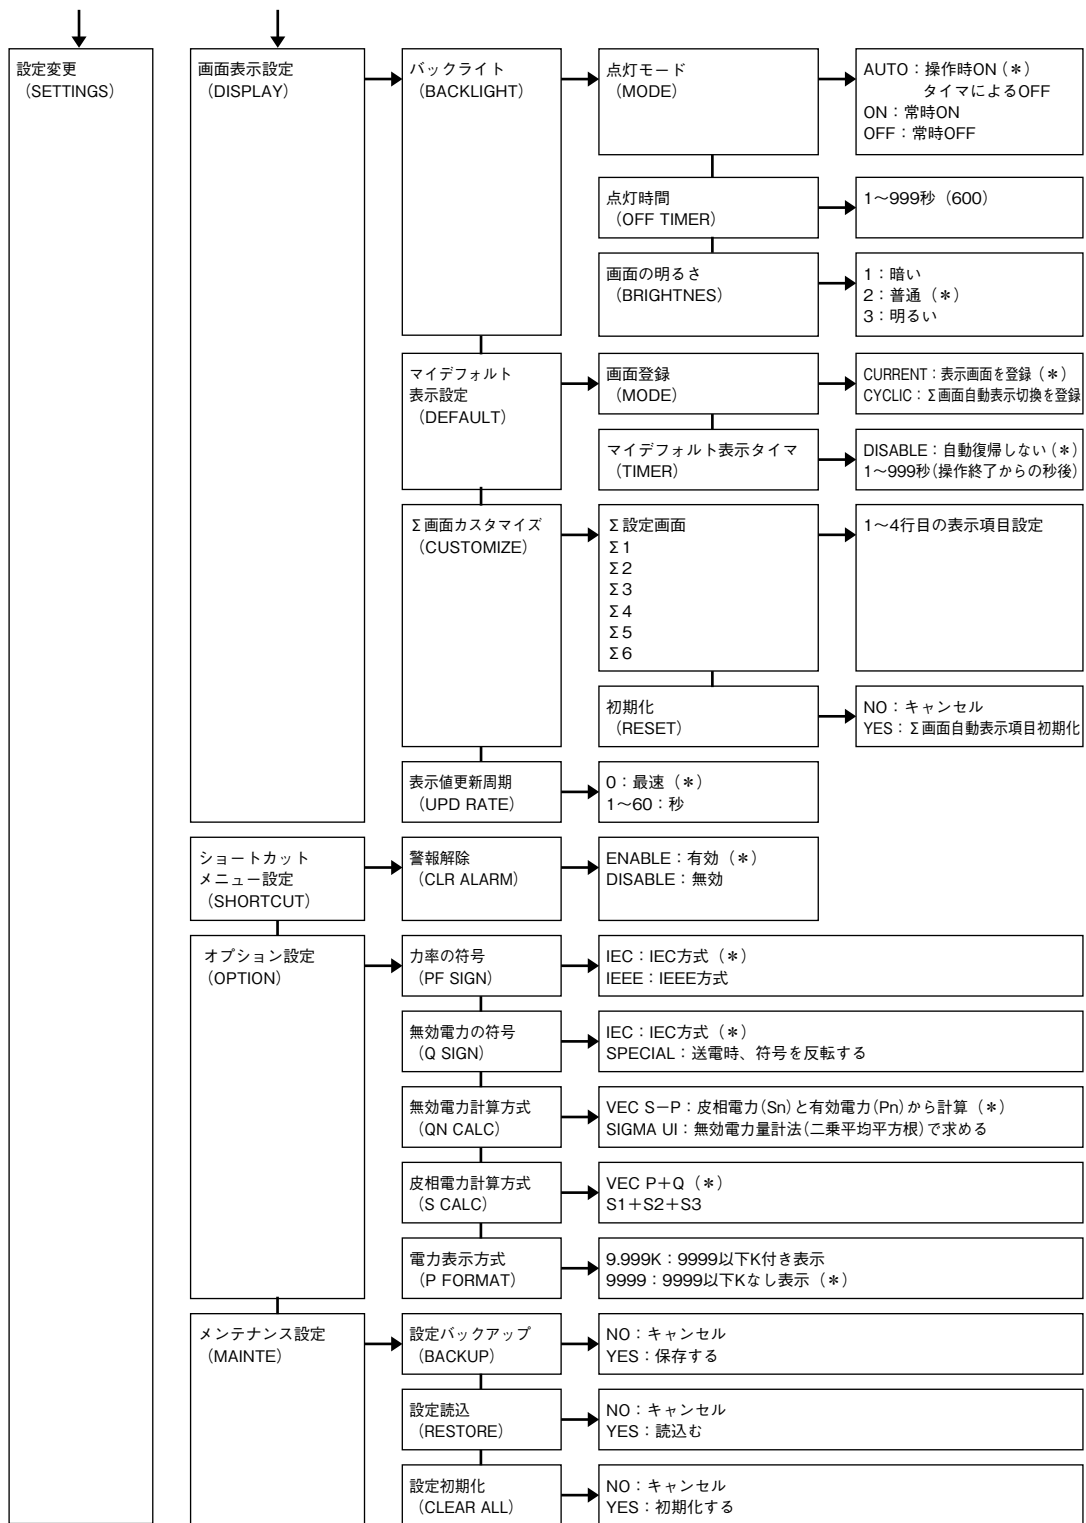 設定変更
(SETTINGS)
画面表示設定
(DISPLAY)
バックライト
(BACKLIGHT)
点灯モード
(MODE)
AUTO：操作時ON（＊）
タイマによるOFF
ON：常時ON
OFF：常時OFF
点灯時間
(OFF TIMER)
1～999秒（600）
画面の明るさ
(BRIGHTNES)
1：暗い
2：普通（＊）
3：明るい
マイデフォルト
表示設定
(DEFAULT)
画面登録
(MODE)
CURRENT：表示画面を登録（＊）
CYCLIC：Σ画面自動表示切換を登録
マイデフォルト表示タイマ
(TIMER)
DISABLE：自動復帰しない（＊）
1～999秒(操作終了からの秒後)
Σ画面カスタマイズ
(CUSTOMIZE)
Σ設定画面
Σ1
Σ2
Σ3
Σ4
Σ5
Σ6
1～4行目の表示項目設定
初期化
(RESET)
NO：キャンセル
YES：Σ画面自動表示項目初期化
表示値更新周期
(UPD RATE)
0：最速（＊）
1～60：秒
ショートカット
メニュー設定
(SHORTCUT)
警報解除
(CLR ALARM)
ENABLE：有効（＊）
DISABLE：無効
オプション設定
(OPTION)
力率の符号
(PF SIGN)
IEC：IEC方式（＊）
IEEE：IEEE方式
無効電力の符号
(Q SIGN)
IEC：IEC方式（＊）
SPECIAL：送電時、符号を反転する
無効電力計算方式
(QN CALC)
VEC S－P：皮相電力(Sn)と有効電力(Pn)から計算（＊）
SIGMA UI：無効電力量計法(二乗平均平方根)で求める
皮相電力計算方式
(S CALC)
VEC P＋Q（＊）
S1＋S2＋S3
電力表示方式
(P FORMAT)
9.999K：9999以下K付き表示
9999：9999以下Kなし表示（＊）
メンテナンス設定
(MAINTE)
設定バックアップ
(BACKUP)
NO：キャンセル
YES：保存する
設定読込
(RESTORE)
NO：キャンセル
YES：読込む
設定初期化
(CLEAR ALL)
NO：キャンセル
YES：初期化する